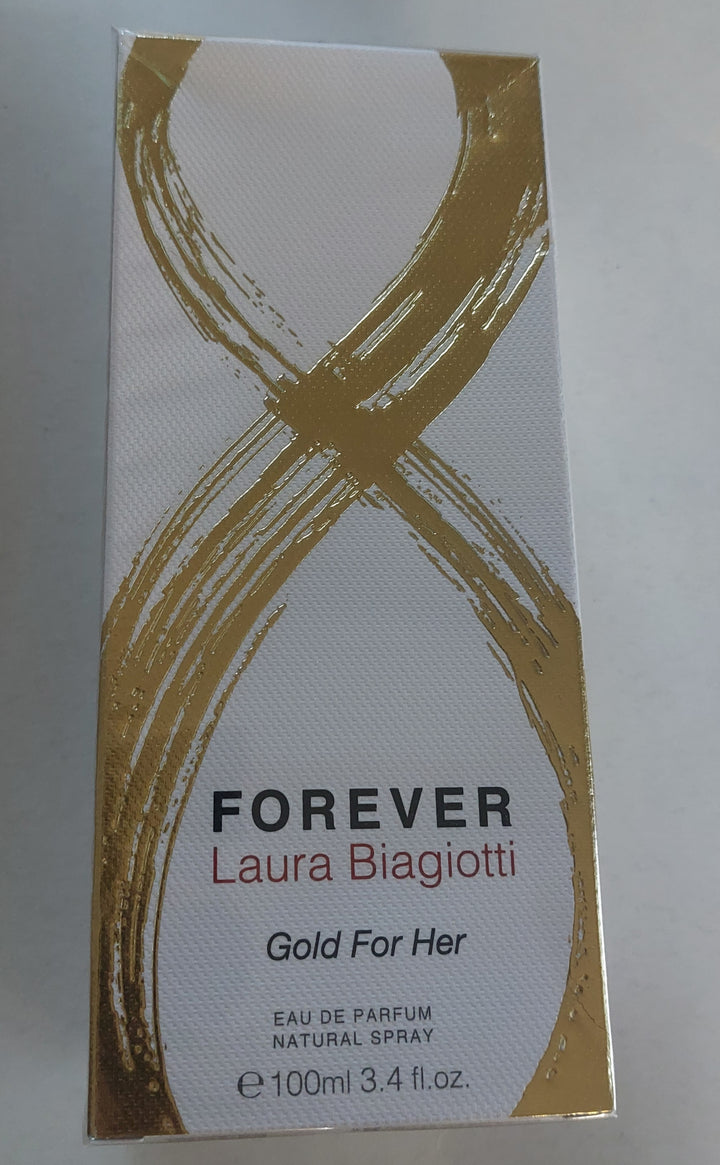 FOREVER
Laura Biagiotti
Gold For Her
EAU DE PARFUM
NATURAL SPRAY
℮ 100ml 3.4 fl.oz.